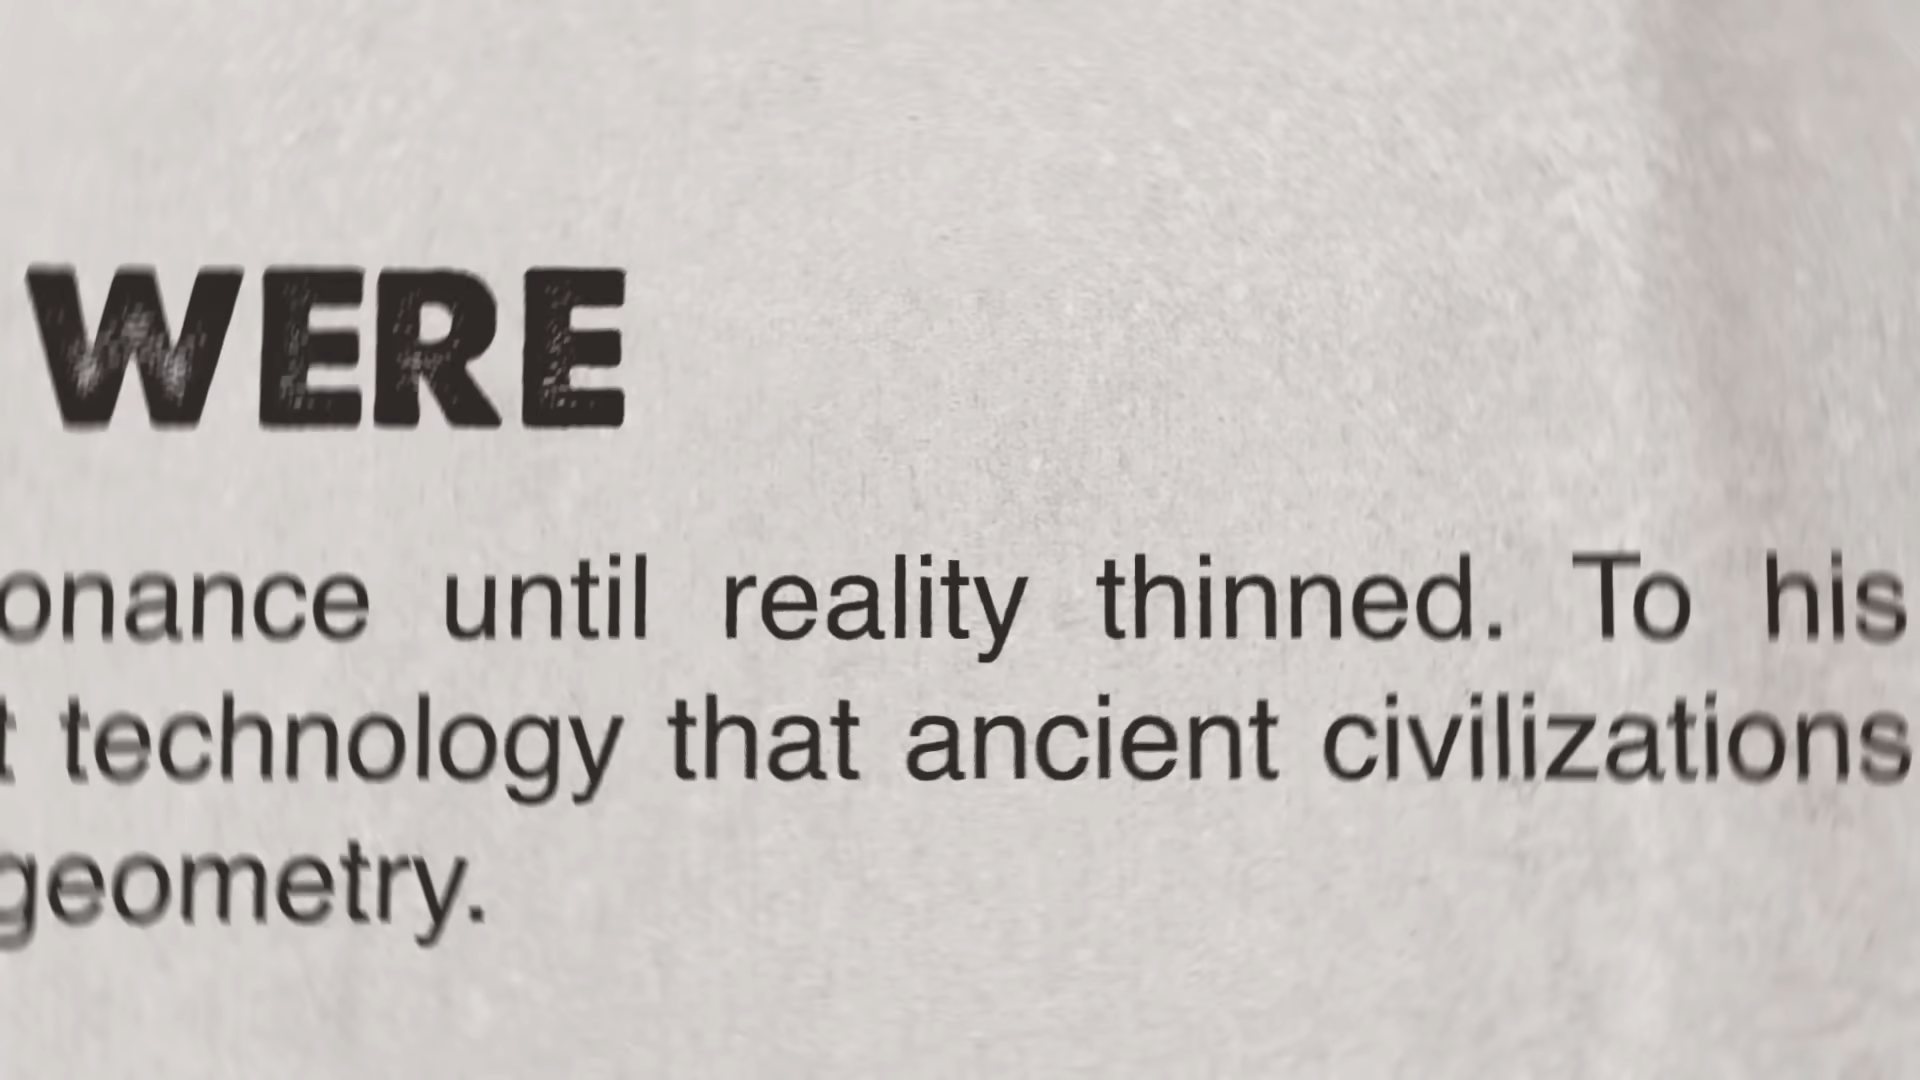 WERE
onance until reality thinned. To his
t technology that ancient civilizations
geometry.